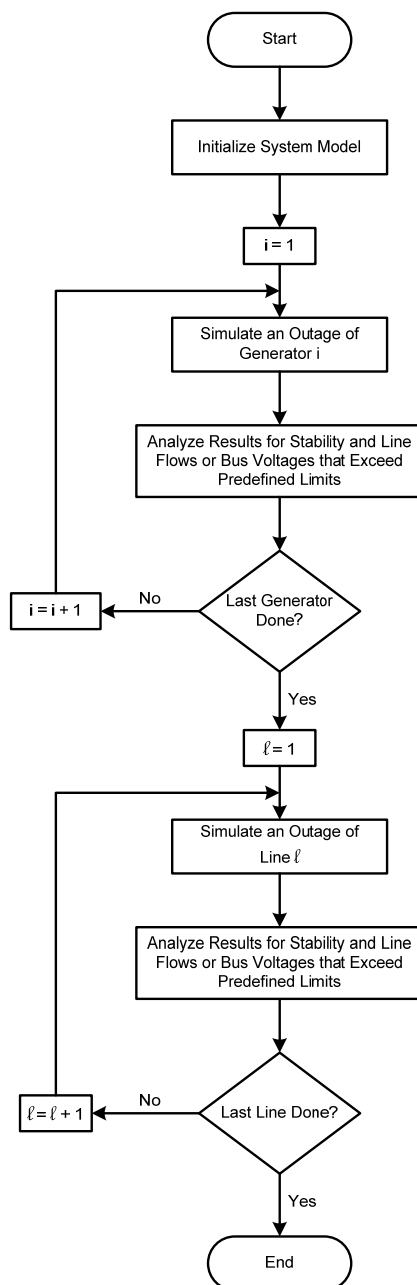 Start
Initialize System Model
i = 1
Simulate an Outage of
Generator i
Analyze Results for Stability and Line
Flows or Bus Voltages that Exceed
Predefined Limits
Last Generator
Done?
No
i = i + 1
Yes
ℓ = 1
Simulate an Outage of
Line ℓ
Analyze Results for Stability and Line
Flows or Bus Voltages that Exceed
Predefined Limits
Last Line Done?
No
ℓ = ℓ + 1
Yes
End